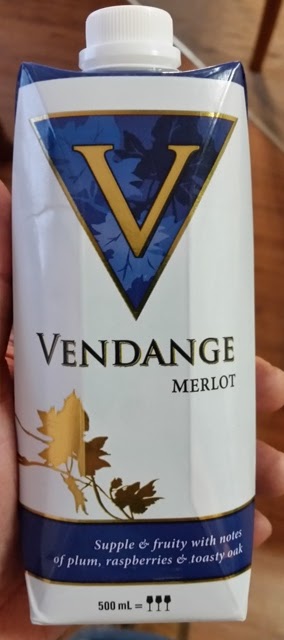 V
VENDANGE
MERLOT
Supple & fruity with notes
of plum, raspberries & toasty oak
500 mL =